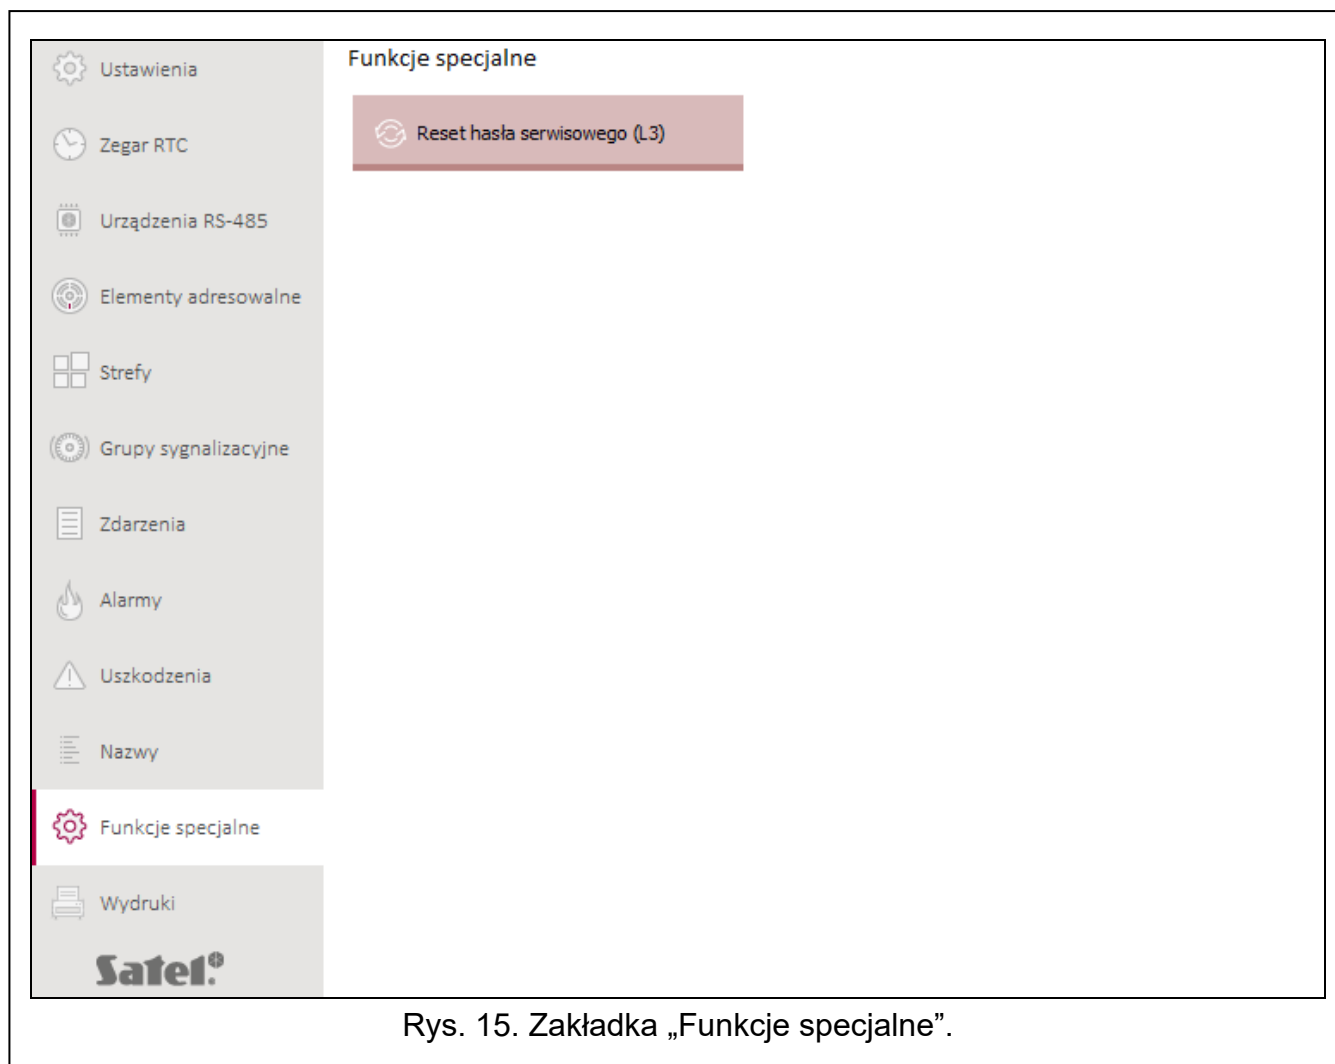 Ustawienia
Zegar RTC
Urządzenia RS-485
Elementy adresowalne
Strefy
Grupy sygnalizacyjne
Zdarzenia
Alarmy
Uszkodzenia
Nazwy
Funkcje specjalne
Wydruki
Satel
Funkcje specjalne
Reset hasła serwisowego (L3)
Rys. 15. Zakładka „Funkcje specjalne”.